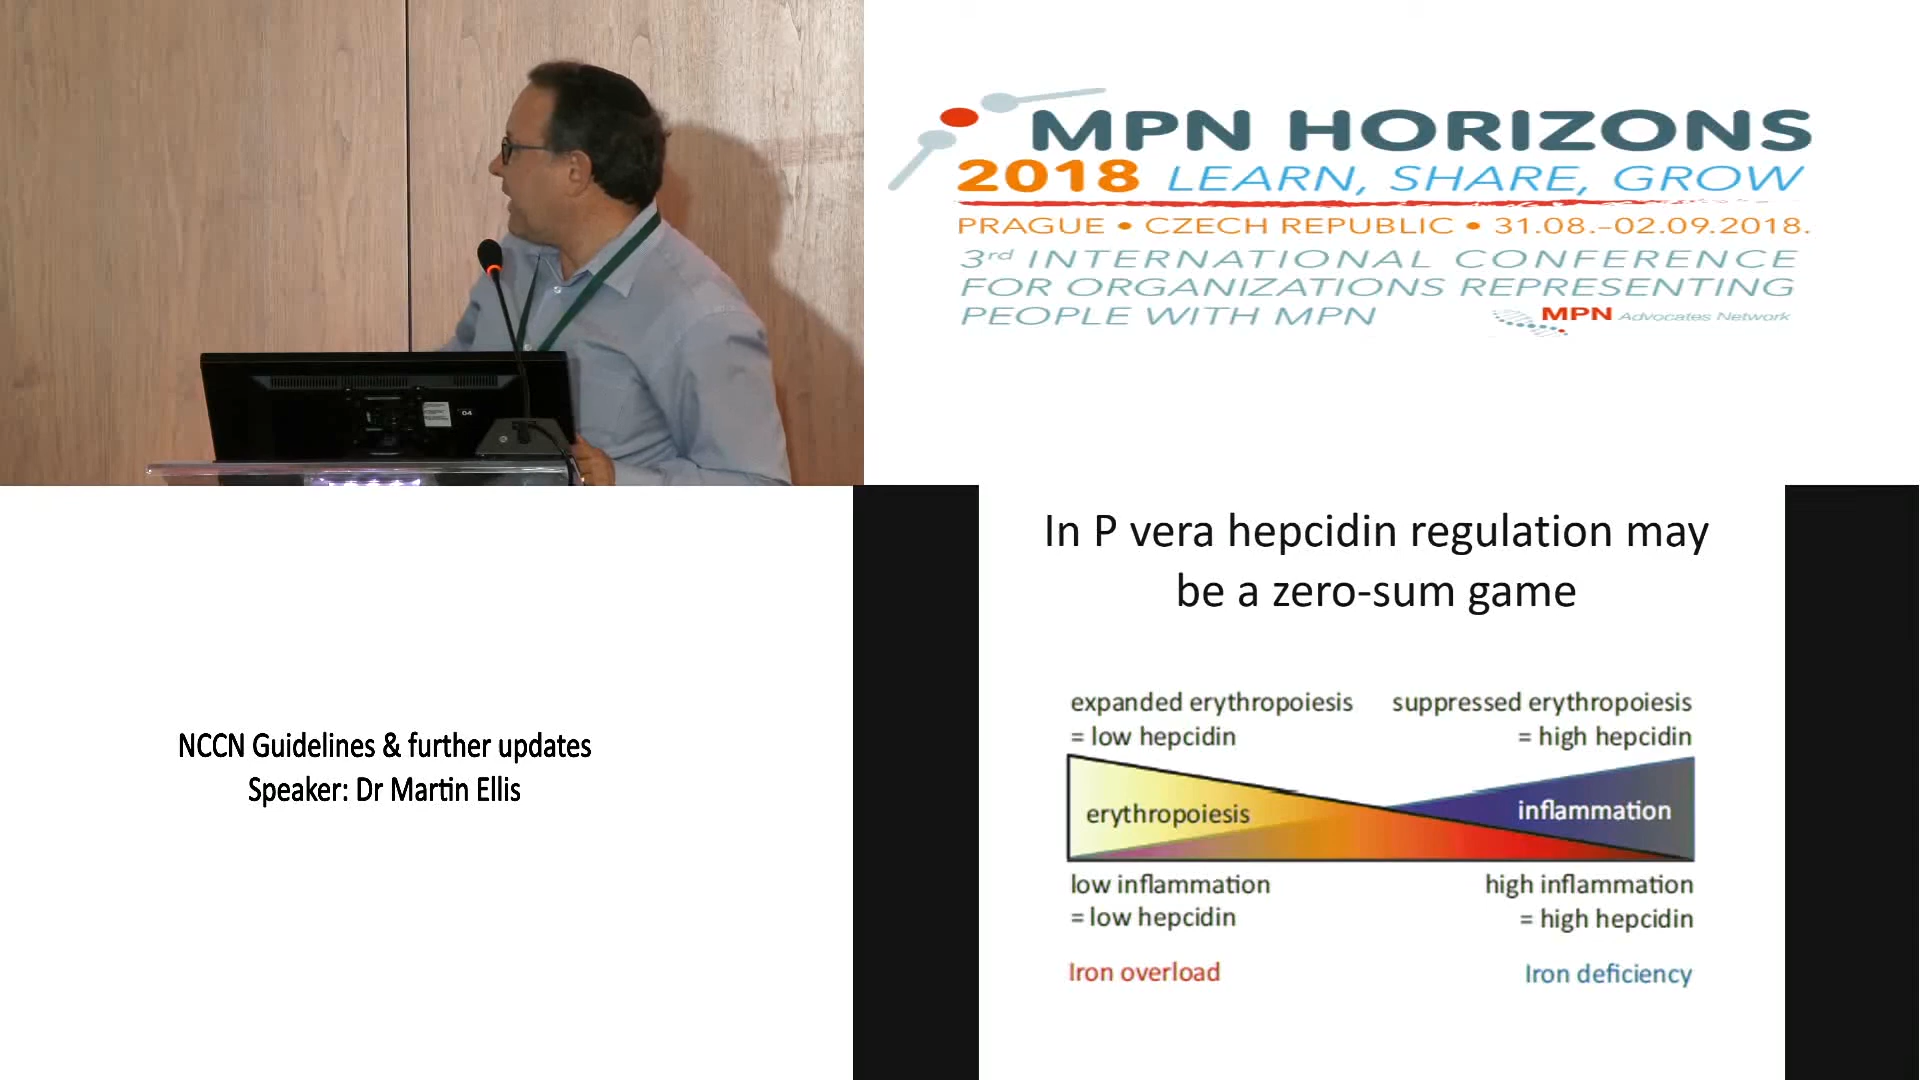 MPN HORIZONS
2018 LEARN, SHARE, GROW
PRAGUE • CZECH REPUBLIC • 31.08.–02.09.2018.
3rd INTERNATIONAL CONFERENCE
FOR ORGANIZATIONS REPRESENTING
PEOPLE WITH MPN
MPN Advocates Network
04
NCCN Guidelines & further updates
Speaker: Dr Martin Ellis
In P vera hepcidin regulation may
be a zero-sum game
expanded erythropoiesis
= low hepcidin
suppressed erythropoiesis
= high hepcidin
erythropoiesis
inflammation
low inflammation
= low hepcidin
high inflammation
= high hepcidin
Iron overload
Iron deficiency